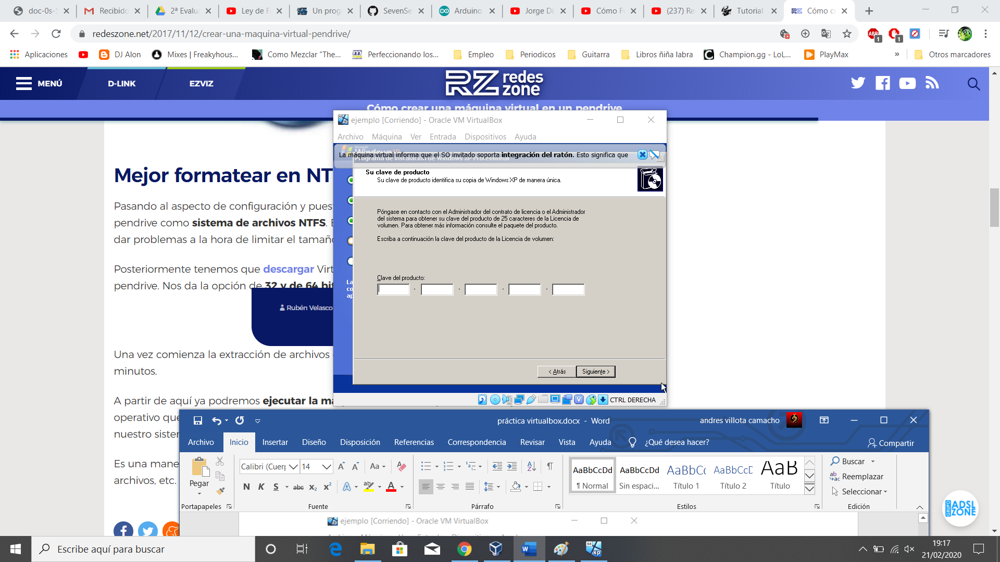 doc-0s-5
Recibido
2ª Evalu
Ley de F
Un prog
SevenSe
Arduino
Jorge Di
Cómo F
(237) Re
Tutorial
Cómo cr
redeszone.net/2017/11/12/crear-una-maquina-virtual-pendrive/
Aplicaciones
DJ Alon
Mixes | Freakyhous...
Como Mezclar "The...
Perfeccionando los...
Empleo
Periodicos
Guitarra
Libros ñiña labra
Champion.gg - LoL...
PlayMax
»
Otros marcadores
MENÚ
D-LINK
EZVIZ
RZ redes zone
Cómo crear una máquina virtual en un pendrive
ejemplo [Corriendo] - Oracle VM VirtualBox
Archivo Máquina Ver Entrada Dispositivos Ayuda
La máquina virtual informa que el SO invitado soporta integración del ratón. Esto significa que
Programa de instalación de Windows XP Professional
Su clave de producto
Su clave de producto identifica su copia de Windows XP de manera única.
Póngase en contacto con el Administrador del contrato de licencia o el Administrador
del sistema para obtener su clave del producto de 25 caracteres de la Licencia de
volumen. Para obtener más información consulte el paquete del producto.
Escriba a continuación la clave del producto de la Licencia de volumen:
Clave del producto:
- - - -
< Atrás
Siguiente >
CTRL DERECHA
Mejor formatear en NT
Pasando al aspecto de configuración y pues
pendrive como sistema de archivos NTFS. E
dar problemas a la hora de limitar el tamaño
Posteriormente tenemos que descargar Virt
pendrive. Nos da la opción de 32 y de 64 bit
Rubén Velasco
Una vez comienza la extracción de archivos
minutos.
A partir de aquí ya podremos ejecutar la má
operativo que
nuestro sister
Es una mane
archivos, etc.
La
co
ap
práctica virtualbox.docx - Word
andres villota camacho
Archivo Inicio Insertar Diseño Disposición Referencias Correspondencia Revisar Vista Ayuda
¿Qué desea hacer?
Compartir
Pegar
Portapapeles
Calibri (Cuerp
14
Aa
N K S abc x₂ x²
A
Fuente
Párrafo
AaBbCcDd
¶ Normal
AaBbCcDd
Sin espaci...
AaBbCc
Título 1
AaBbCcD
Título 2
AaB
Título
Estilos
Buscar
Reemplazar
Seleccionar
Edición
ejemplo [Corriendo] - Oracle VM VirtualBox
GRUPO ADSL ZONE
Escribe aquí para buscar
19:17
21/02/2020